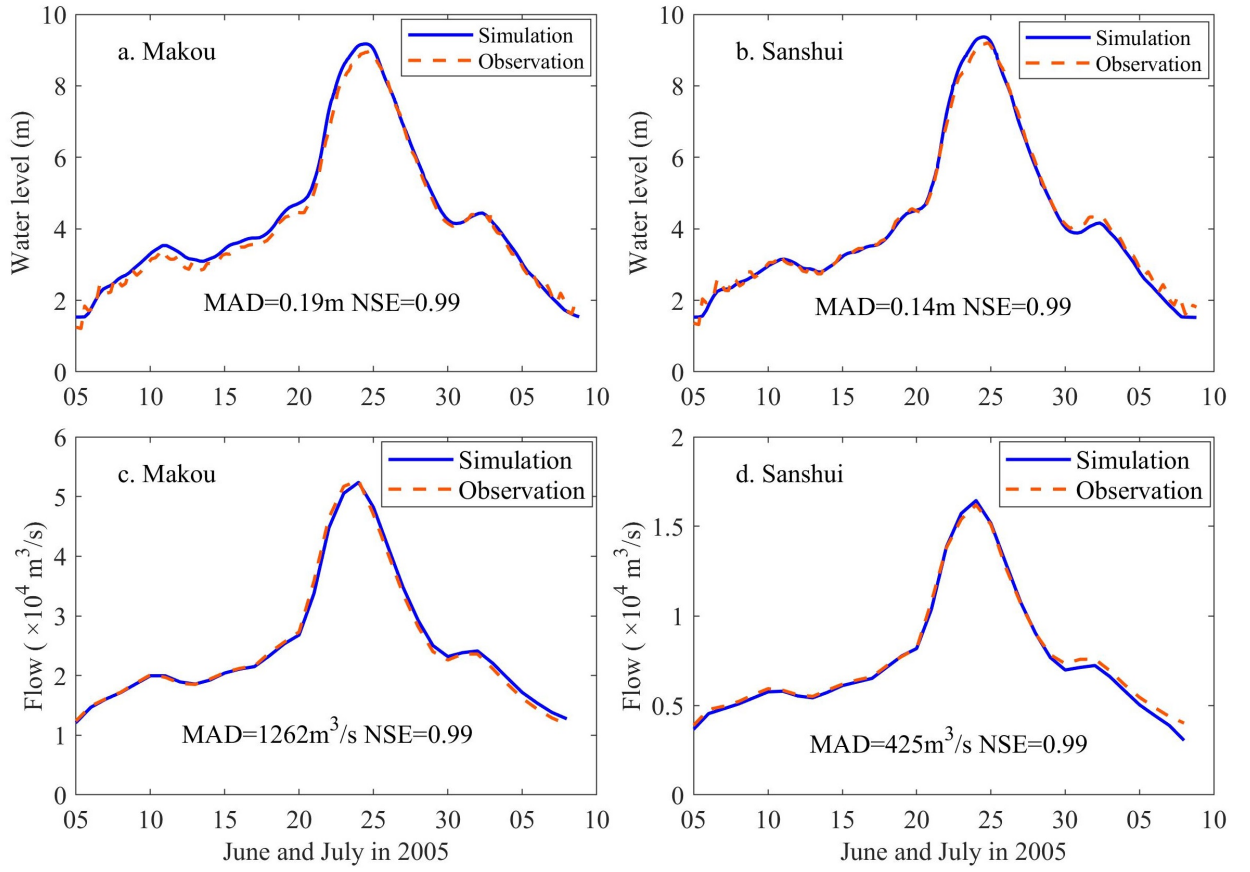 a. Makou
Simulation
Observation
Water level (m)
10
8
6
4
2
0
MAD=0.19m NSE=0.99
05 10 15 20 25 30 05 10
b. Sanshui
Simulation
Observation
Water level (m)
10
8
6
4
2
0
MAD=0.14m NSE=0.99
05 10 15 20 25 30 05 10
c. Makou
Simulation
Observation
Flow ( ×10⁴ m³/s)
6
5
4
3
2
1
0
MAD=1262m³/s NSE=0.99
05 10 15 20 25 30 05 10
June and July in 2005
d. Sanshui
Simulation
Observation
Flow ( ×10⁴ m³/s)
2
1.5
1
0.5
0
MAD=425m³/s NSE=0.99
05 10 15 20 25 30 05 10
June and July in 2005